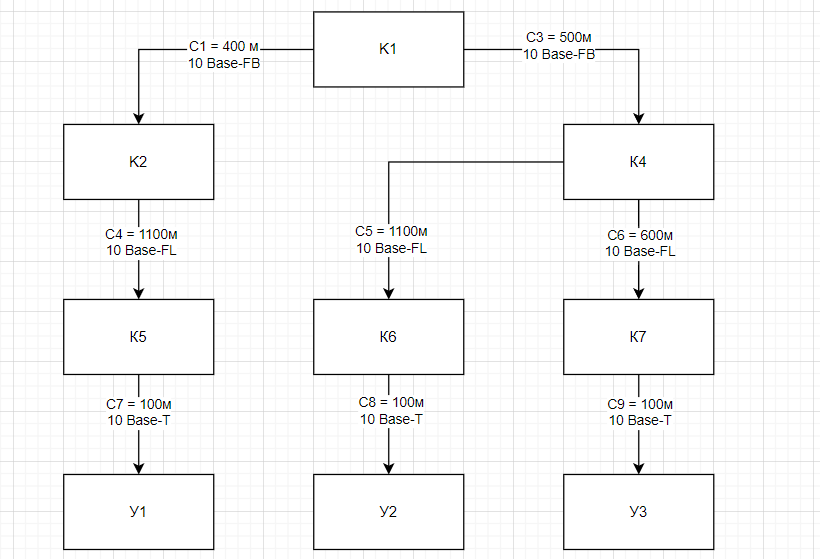 К1
С1 = 400 м
10 Base-FB
С3 = 500м
10 Base-FB
К2
К4
С4 = 1100м
10 Base-FL
С5 = 1100м
10 Base-FL
С6 = 600м
10 Base-FL
К5
К6
К7
С7 = 100м
10 Base-T
С8 = 100м
10 Base-T
С9 = 100м
10 Base-T
У1
У2
У3